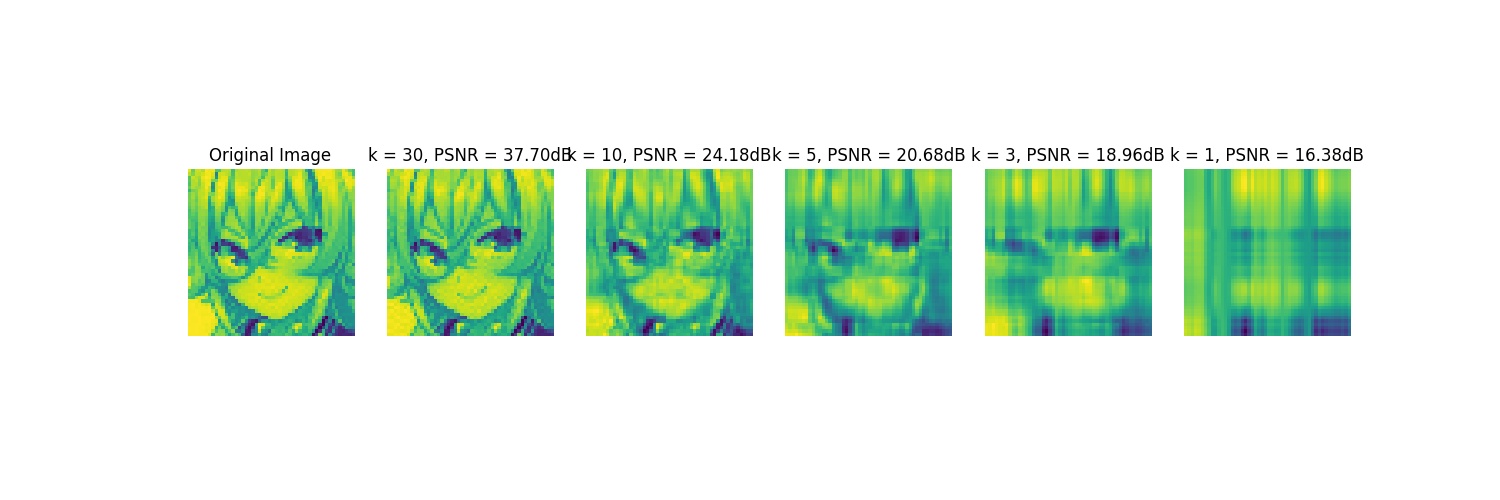 Original Image k = 30, PSNR = 37.70dB k = 10, PSNR = 24.18dB k = 5, PSNR = 20.68dB k = 3, PSNR = 18.96dB k = 1, PSNR = 16.38dB